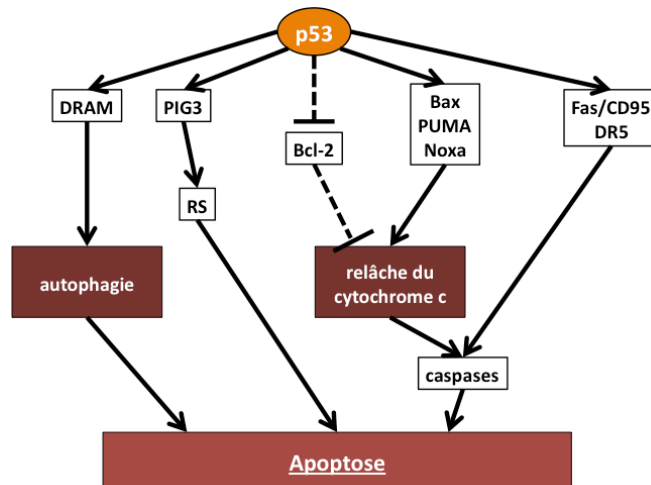 p53
DRAM
PIG3
Bcl-2
Bax
PUMA
Noxa
Fas/CD95
DR5
RS
autophagie
relâche du
cytochrome c
caspases
Apoptose